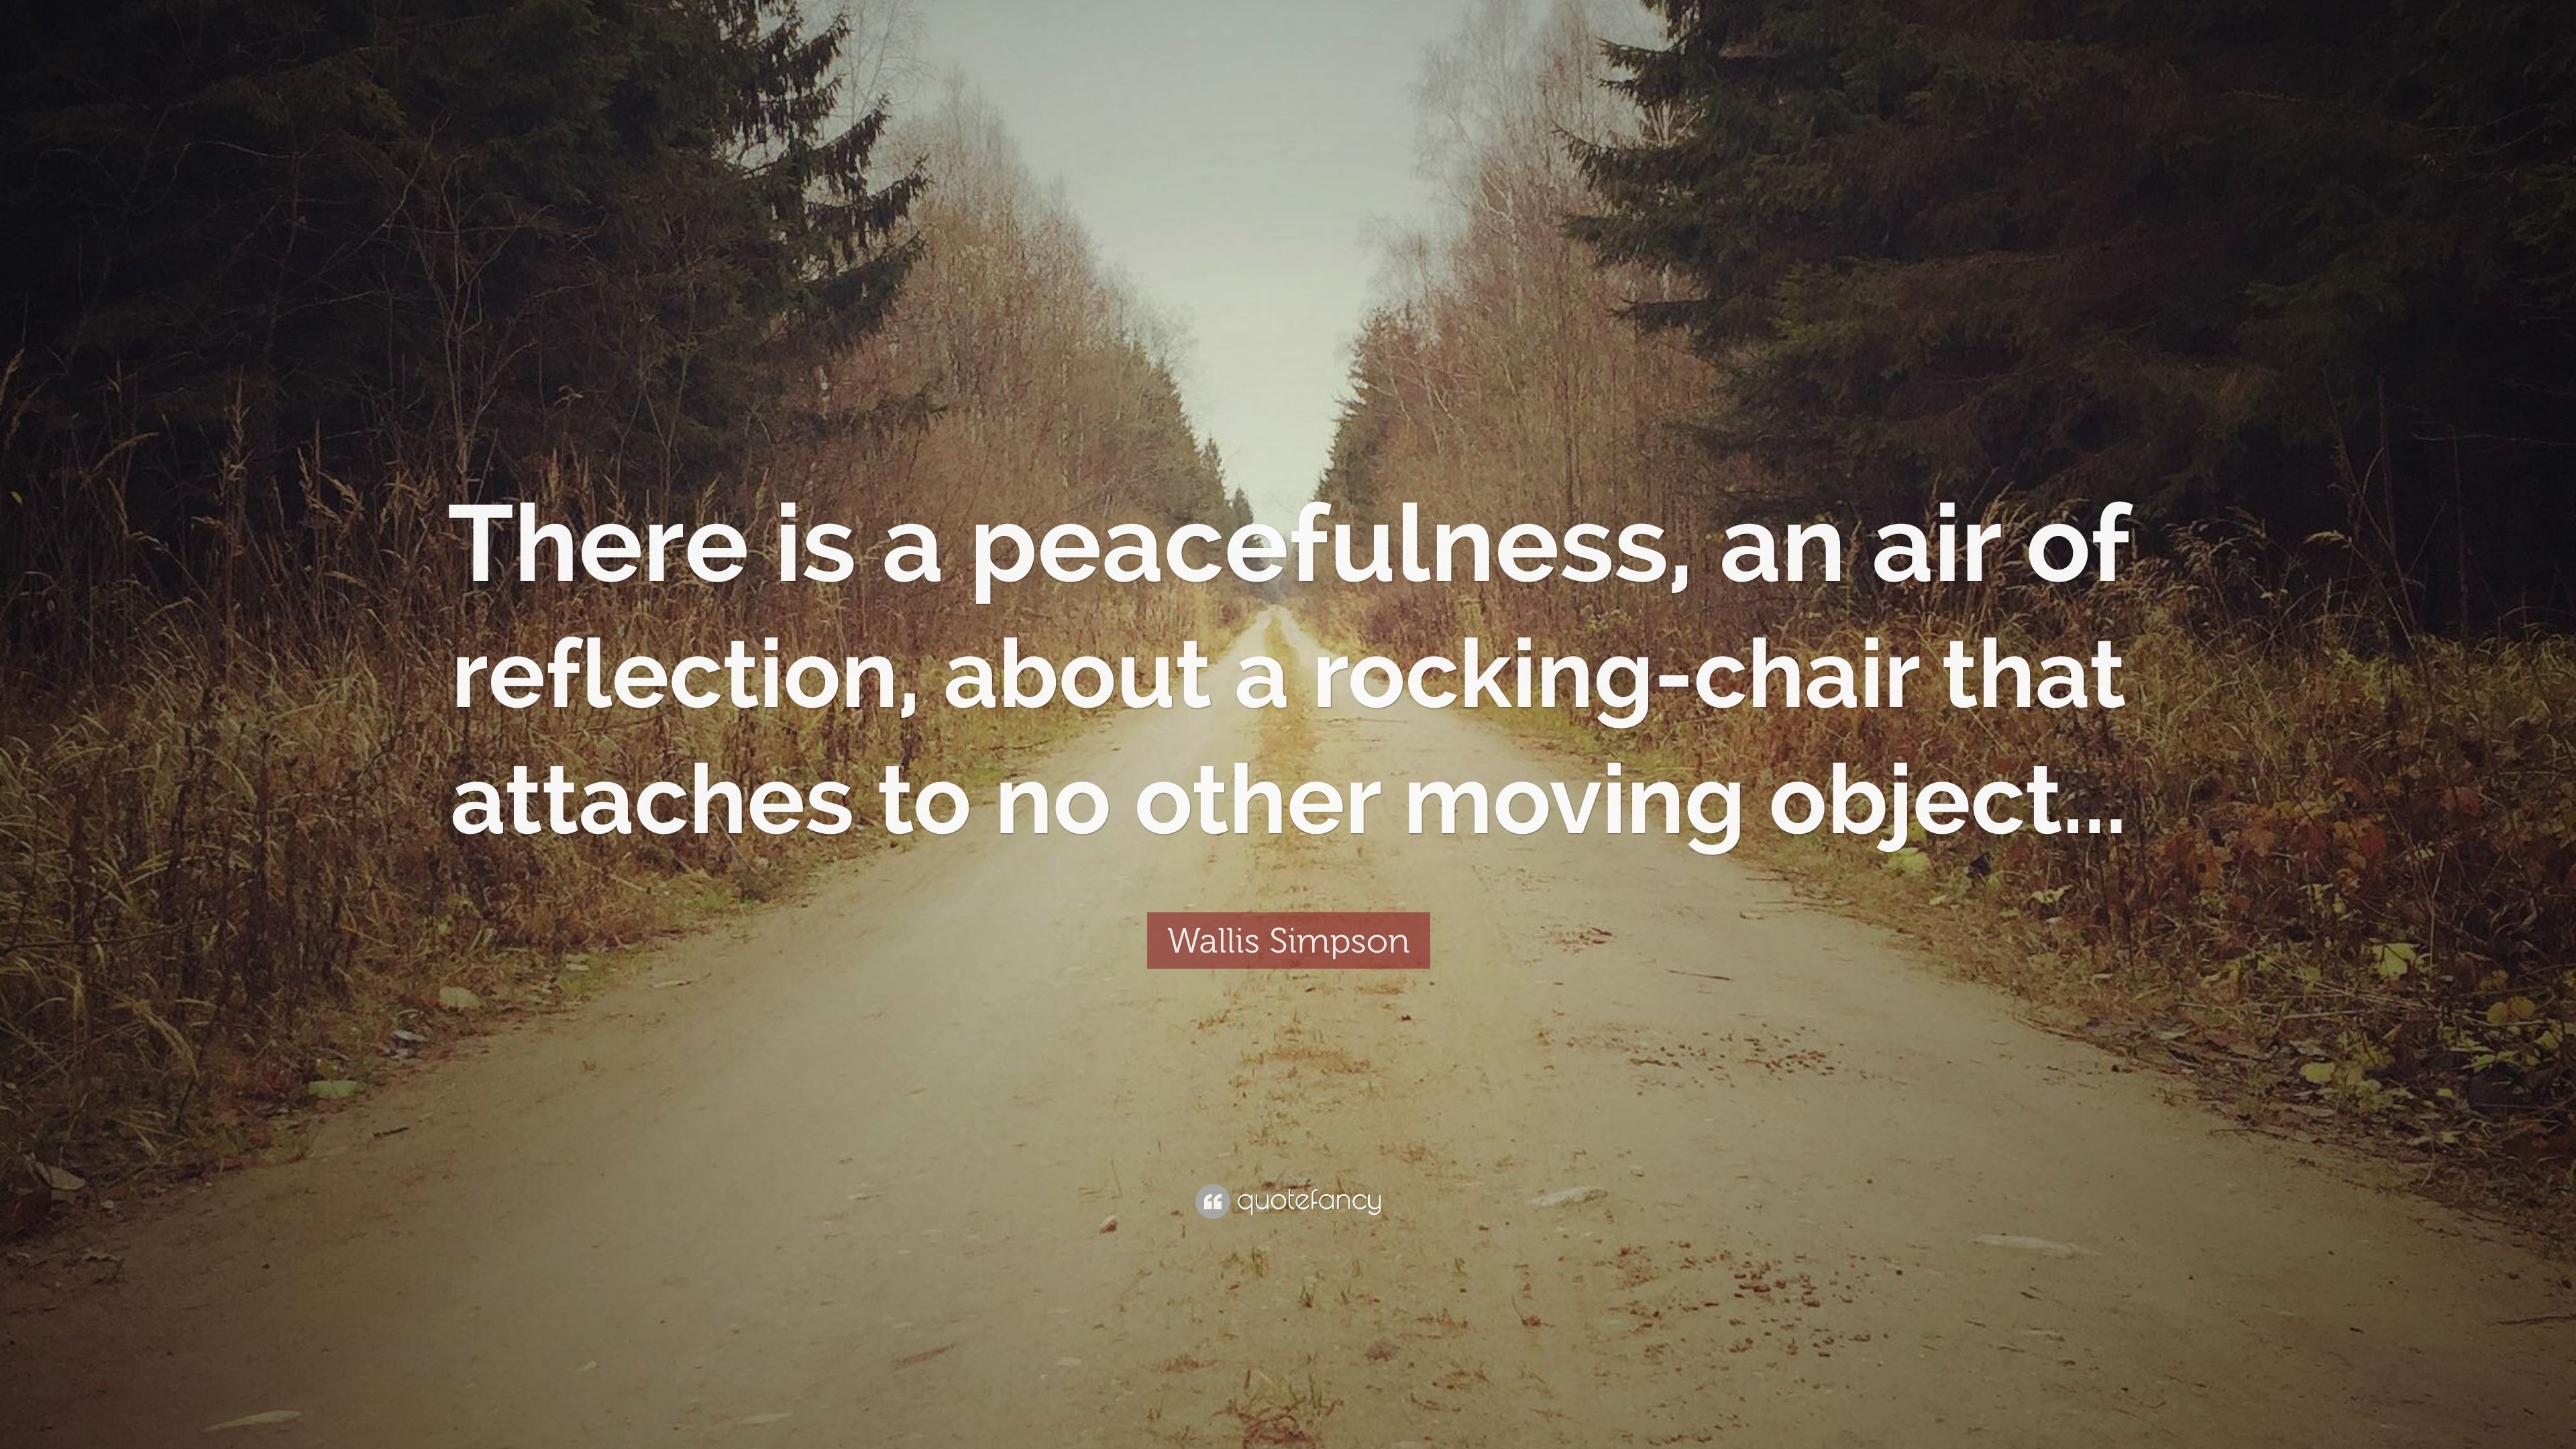 There is a peacefulness, an air of
reflection, about a rocking-chair that
attaches to no other moving object...
Wallis Simpson
quotefancy